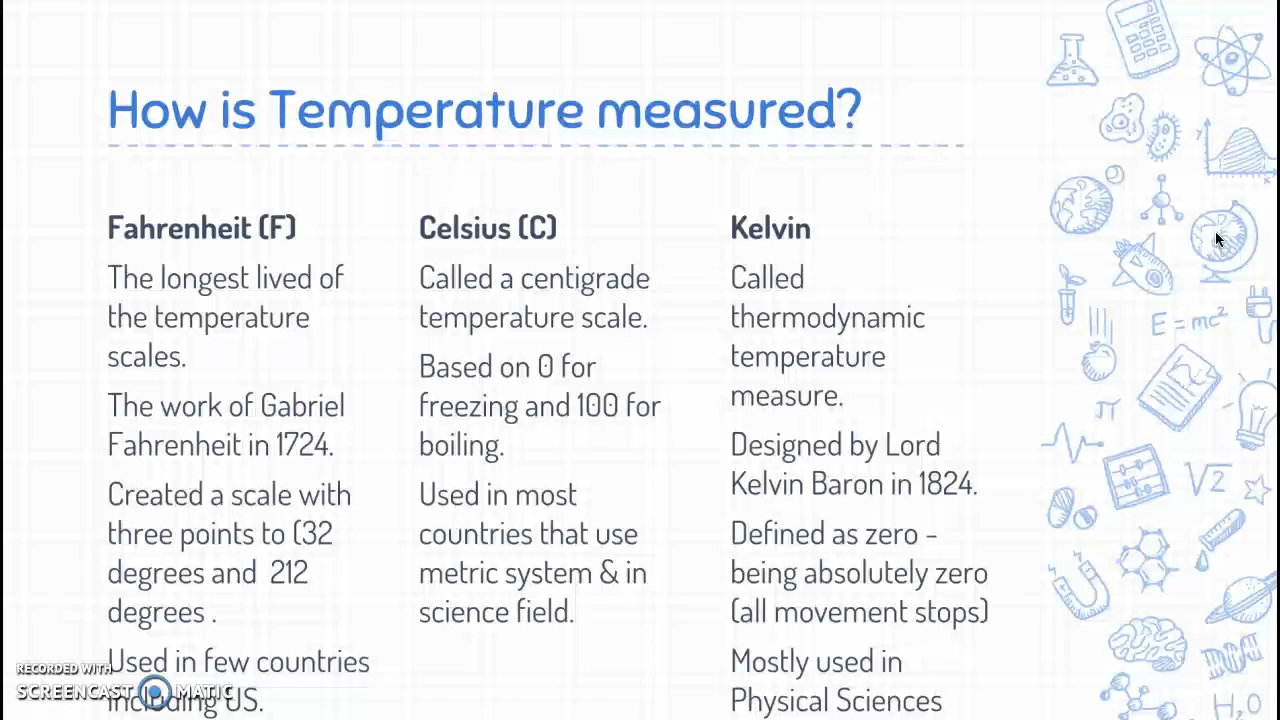 How is Temperature measured?
Fahrenheit (F)
The longest lived of
the temperature
scales.
The work of Gabriel
Fahrenheit in 1724.
Created a scale with
three points to (32
degrees and  212
degrees .
Used in few countries
including US.
Celsius (C)
Called a centigrade
temperature scale.
Based on 0 for
freezing and 100 for
boiling.
Used in most
countries that use
metric system & in
science field.
Kelvin
Called
thermodynamic
temperature
measure.
Designed by Lord
Kelvin Baron in 1824.
Defined as zero –
being absolutely zero
(all movement stops)
Mostly used in
Physical Sciences
y
x
E = mc²
π
√2
H₂O
RECORDED WITH
SCREENCAST MATIC